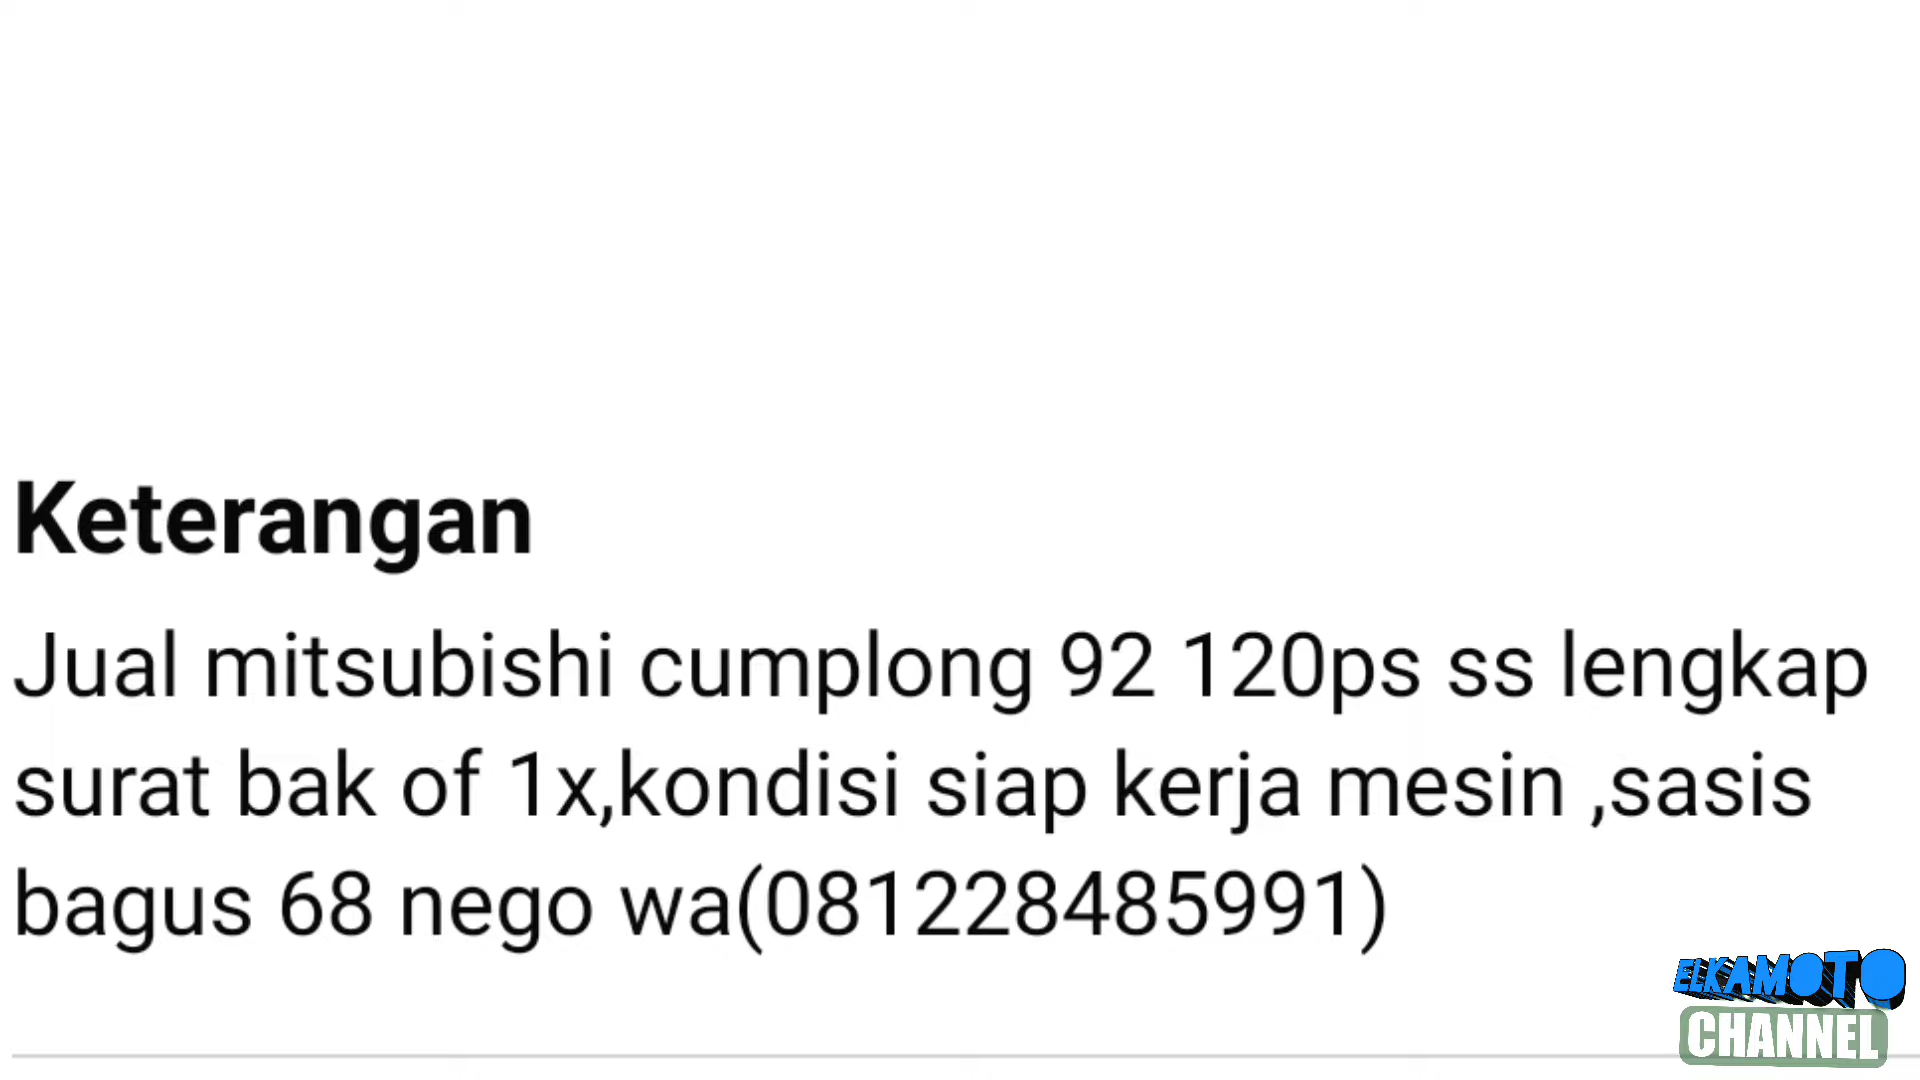 Keterangan
Jual mitsubishi cumplong 92 120ps ss lengkap
surat bak of 1x,kondisi siap kerja mesin ,sasis
bagus 68 nego wa(081228485991)
ELKAMOTO
CHANNEL